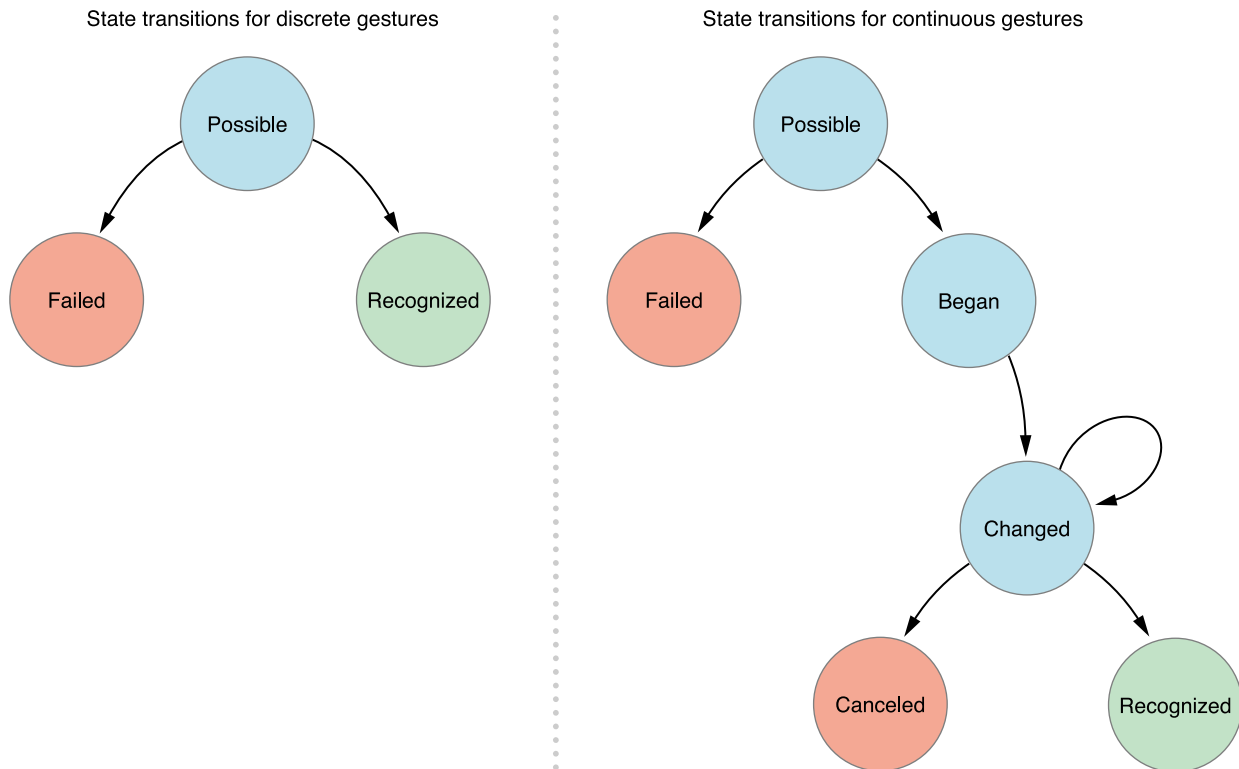 State transitions for discrete gestures
Possible
Failed
Recognized
State transitions for continuous gestures
Possible
Failed
Began
Changed
Canceled
Recognized